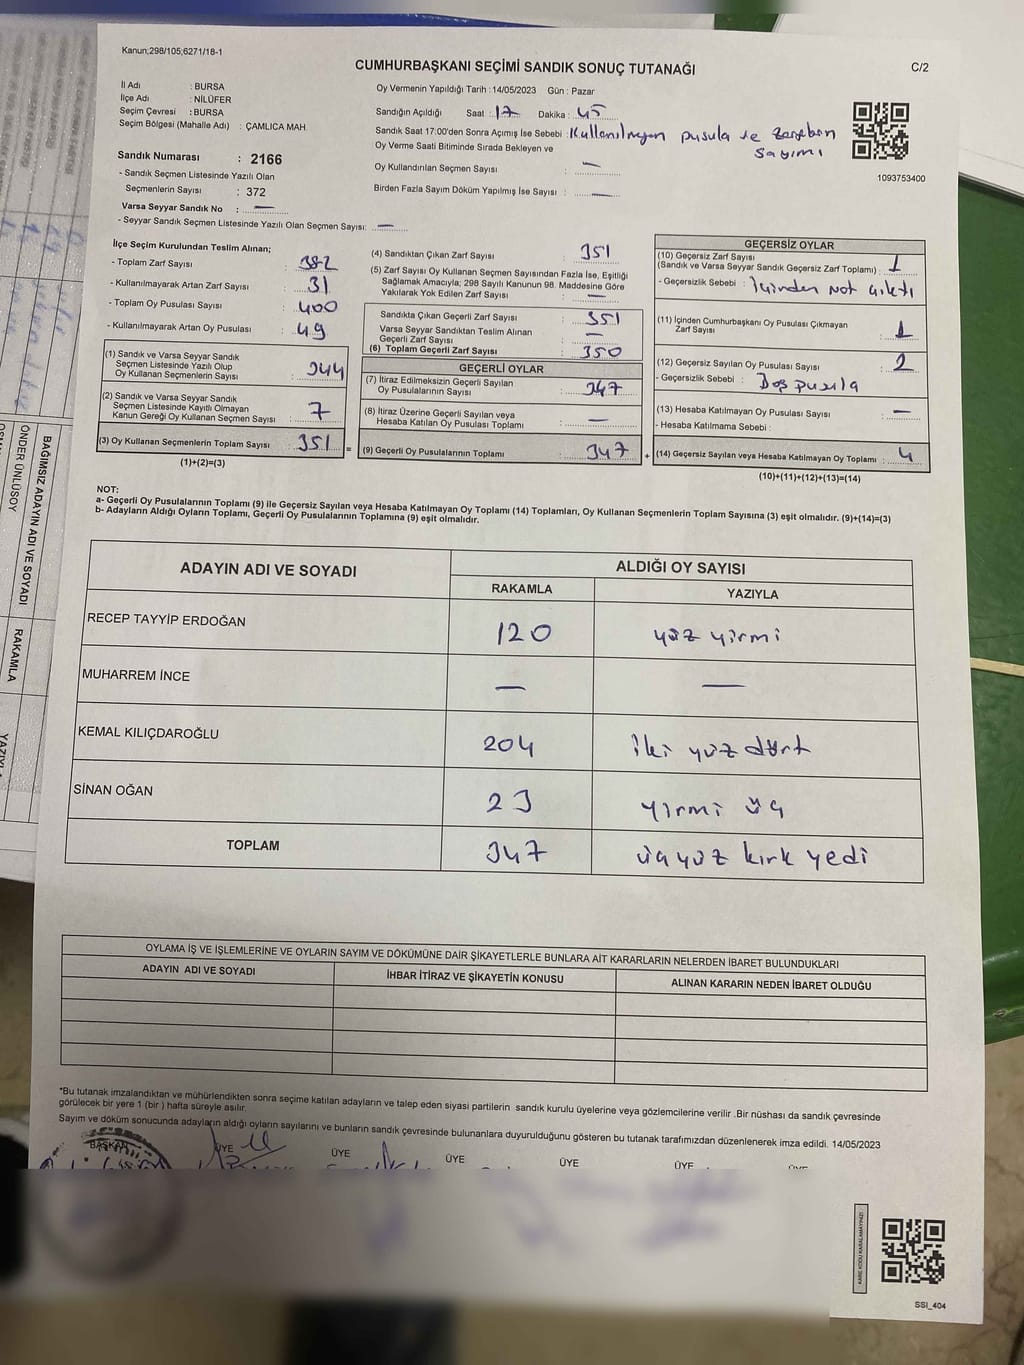 Kanun;298/105;6271/18-1
CUMHURBAŞKANI SEÇİMİ SANDIK SONUÇ TUTANAĞI
C/2
İl Adı : BURSA
İlçe Adı : NİLÜFER
Seçim Çevresi : BURSA
Seçim Bölgesi (Mahalle Adı) : ÇAMLICA MAH.
Sandık Numarası : 2166
- Sandık Seçmen Listesinde Yazılı Olan
Seçmenlerin Sayısı : 372
Varsa Seyyar Sandık No : —
- Seyyar Sandık Seçmen Listesinde Yazılı Olan Seçmen Sayısı: —
Oy Vermenin Yapıldığı Tarih : 14/05/2023 Gün : Pazar
Sandığın Açıldığı Saat : 17 Dakika : 45
Sandık Saat 17:00'den Sonra Açımış İse Sebebi : Kullanılmayan pusula ve
sayımı
Oy Verme Saati Bitiminde Sırada Bekleyen ve
Oy Kullandırılan Seçmen Sayısı : —
Birden Fazla Sayım Döküm Yapılmış İse Sayısı : —
1093753400
İlçe Seçim Kurulundan Teslim Alınan;
- Toplam Zarf Sayısı : 382
- Kullanılmayarak Artan Zarf Sayısı : 31
- Toplam Oy Pusulası Sayısı : 400
- Kullanılmayarak Artan Oy Pusulası : 49
(1) Sandık ve Varsa Seyyar Sandık
Seçmen Listesinde Yazılı Olup
Oy Kullanan Seçmenlerin Sayısı : 344
(2) Sandık ve Varsa Seyyar Sandık
Seçmen Listesinde Kayıtlı Olmayan
Kanun Gereği Oy Kullanan Seçmen Sayısı : 7
(3) Oy Kullanan Seçmenlerin Toplam Sayısı : 351 =
(1)+(2)=(3)
(4) Sandıktan Çıkan Zarf Sayısı : 351
(5) Zarf Sayısı Oy Kullanan Seçmen Sayısından Fazla İse, Eşitliği
Sağlamak Amacıyla; 298 Sayılı Kanunun 98. Maddesine Göre
Yakılarak Yok Edilen Zarf Sayısı : —
Sandıkta Çıkan Geçerli Zarf Sayısı : 351
Varsa Seyyar Sandıktan Teslim Alınan
Geçerli Zarf Sayısı : —
(6) Toplam Geçerli Zarf Sayısı : 350
GEÇERLİ OYLAR
(7) İtiraz Edilmeksizin Geçerli Sayılan
Oy Pusulalarının Sayısı : 347
(8) İtiraz Üzerine Geçerli Sayılan veya
Hesaba Katılan Oy Pusulası Toplamı : —
(9) Geçerli Oy Pusulalarının Toplamı : 347 +
GEÇERSİZ OYLAR
(10) Geçersiz Zarf Sayısı
(Sandık ve Varsa Seyyar Sandık Geçersiz Zarf Toplamı) : 1
- Geçersizlik Sebebi : İçinden Not
(11) İçinden Cumhurbaşkanı Oy Pusulası Çıkmayan
Zarf Sayısı : 1
(12) Geçersiz Sayılan Oy Pusulası Sayısı : 2
- Geçersizlik Sebebi : Boş pusula
(13) Hesaba Katılmayan Oy Pusulası Sayısı : —
- Hesaba Katılmama Sebebi :
(14) Geçersiz Sayılan veya Hesaba Katılmayan Oy Toplamı : 4
(10)+(11)+(12)+(13)=(14)
NOT:
a- Geçerli Oy Pusulalarının Toplamı (9) ile Geçersiz Sayılan veya Hesaba Katılmayan Oy Toplamı (14) Toplamları, Oy Kullanan Seçmenlerin Toplam Sayısına (3) eşit olmalıdır. (9)+(14)=(3)
b- Adayların Aldığı Oyların Toplamı, Geçerli Oy Pusulalarının Toplamına (9) eşit olmalıdır.
ADAYIN ADI VE SOYADI
ALDIĞI OY SAYISI
RAKAMLA YAZIYLA
RECEP TAYYİP ERDOĞAN 120 yüz yirmi
MUHARREM İNCE — —
KEMAL KILIÇDAROĞLU 204 iki yüz dört
SİNAN OĞAN 23 yirmi üç
TOPLAM 347 üç yüz kırk yedi
OYLAMA İŞ VE İŞLEMLERİNE VE OYLARIN SAYIM VE DÖKÜMÜNE DAİR ŞİKAYETLERLE BUNLARA AİT KARARLARIN NELERDEN İBARET BULUNDUKLARI
ADAYIN ADI VE SOYADI İHBAR İTİRAZ VE ŞİKAYETİN KONUSU ALINAN KARARIN NEDEN İBARET OLDUĞU
*Bu tutanak imzalandıktan ve mühürlendikten sonra seçime katılan adayların ve talep eden siyasi partilerin sandık kurulu üyelerine veya gözlemcilerine verilir .Bir nüshası da sandık çevresinde
görülecek bir yere 1 (bir ) hafta süreyle asılır.
Sayım ve döküm sonucunda adayların aldığı oyların sayılarını ve bunların sandık çevresinde bulunanlara duyurulduğunu gösteren bu tutanak tarafımızdan düzenlenerek imza edildi. 14/05/2023
BAŞKAN ÜYE ÜYE ÜYE ÜYE ÜYE ÜYE
KARE KODU KARALAMAYINIZ!
SSI_404
BAĞIMSIZ ADAYIN ADI VE SOYADI
RAKAMLA
ÖNDER ÜNLÜSOY